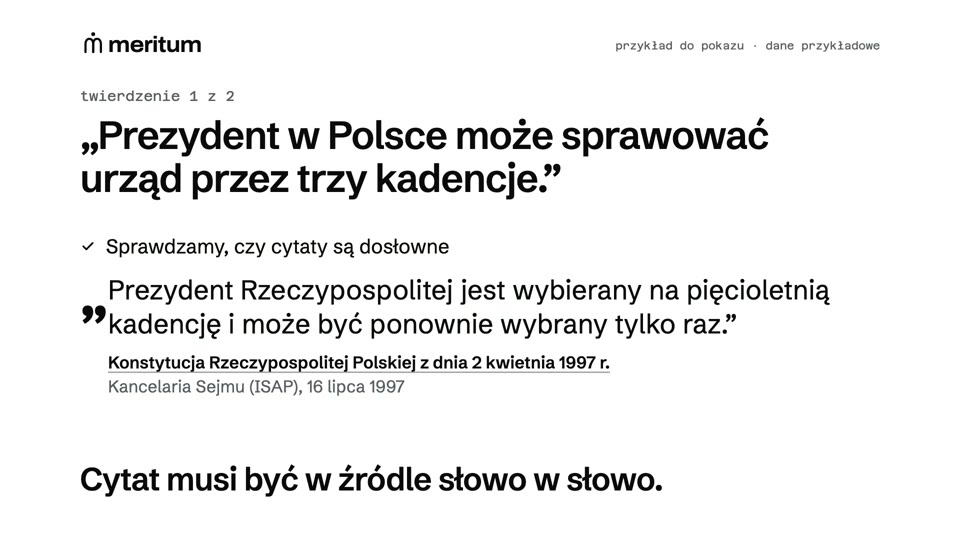 meritum
przykład do pokazu · dane przykładowe
twierdzenie 1 z 2
„Prezydent w Polsce może sprawować
urząd przez trzy kadencje.”
Sprawdzamy, czy cytaty są dosłowne
Prezydent Rzeczypospolitej jest wybierany na pięcioletnią
”kadencję i może być ponownie wybrany tylko raz.”
Konstytucja Rzeczypospolitej Polskiej z dnia 2 kwietnia 1997 r.
Kancelaria Sejmu (ISAP), 16 lipca 1997
Cytat musi być w źródle słowo w słowo.